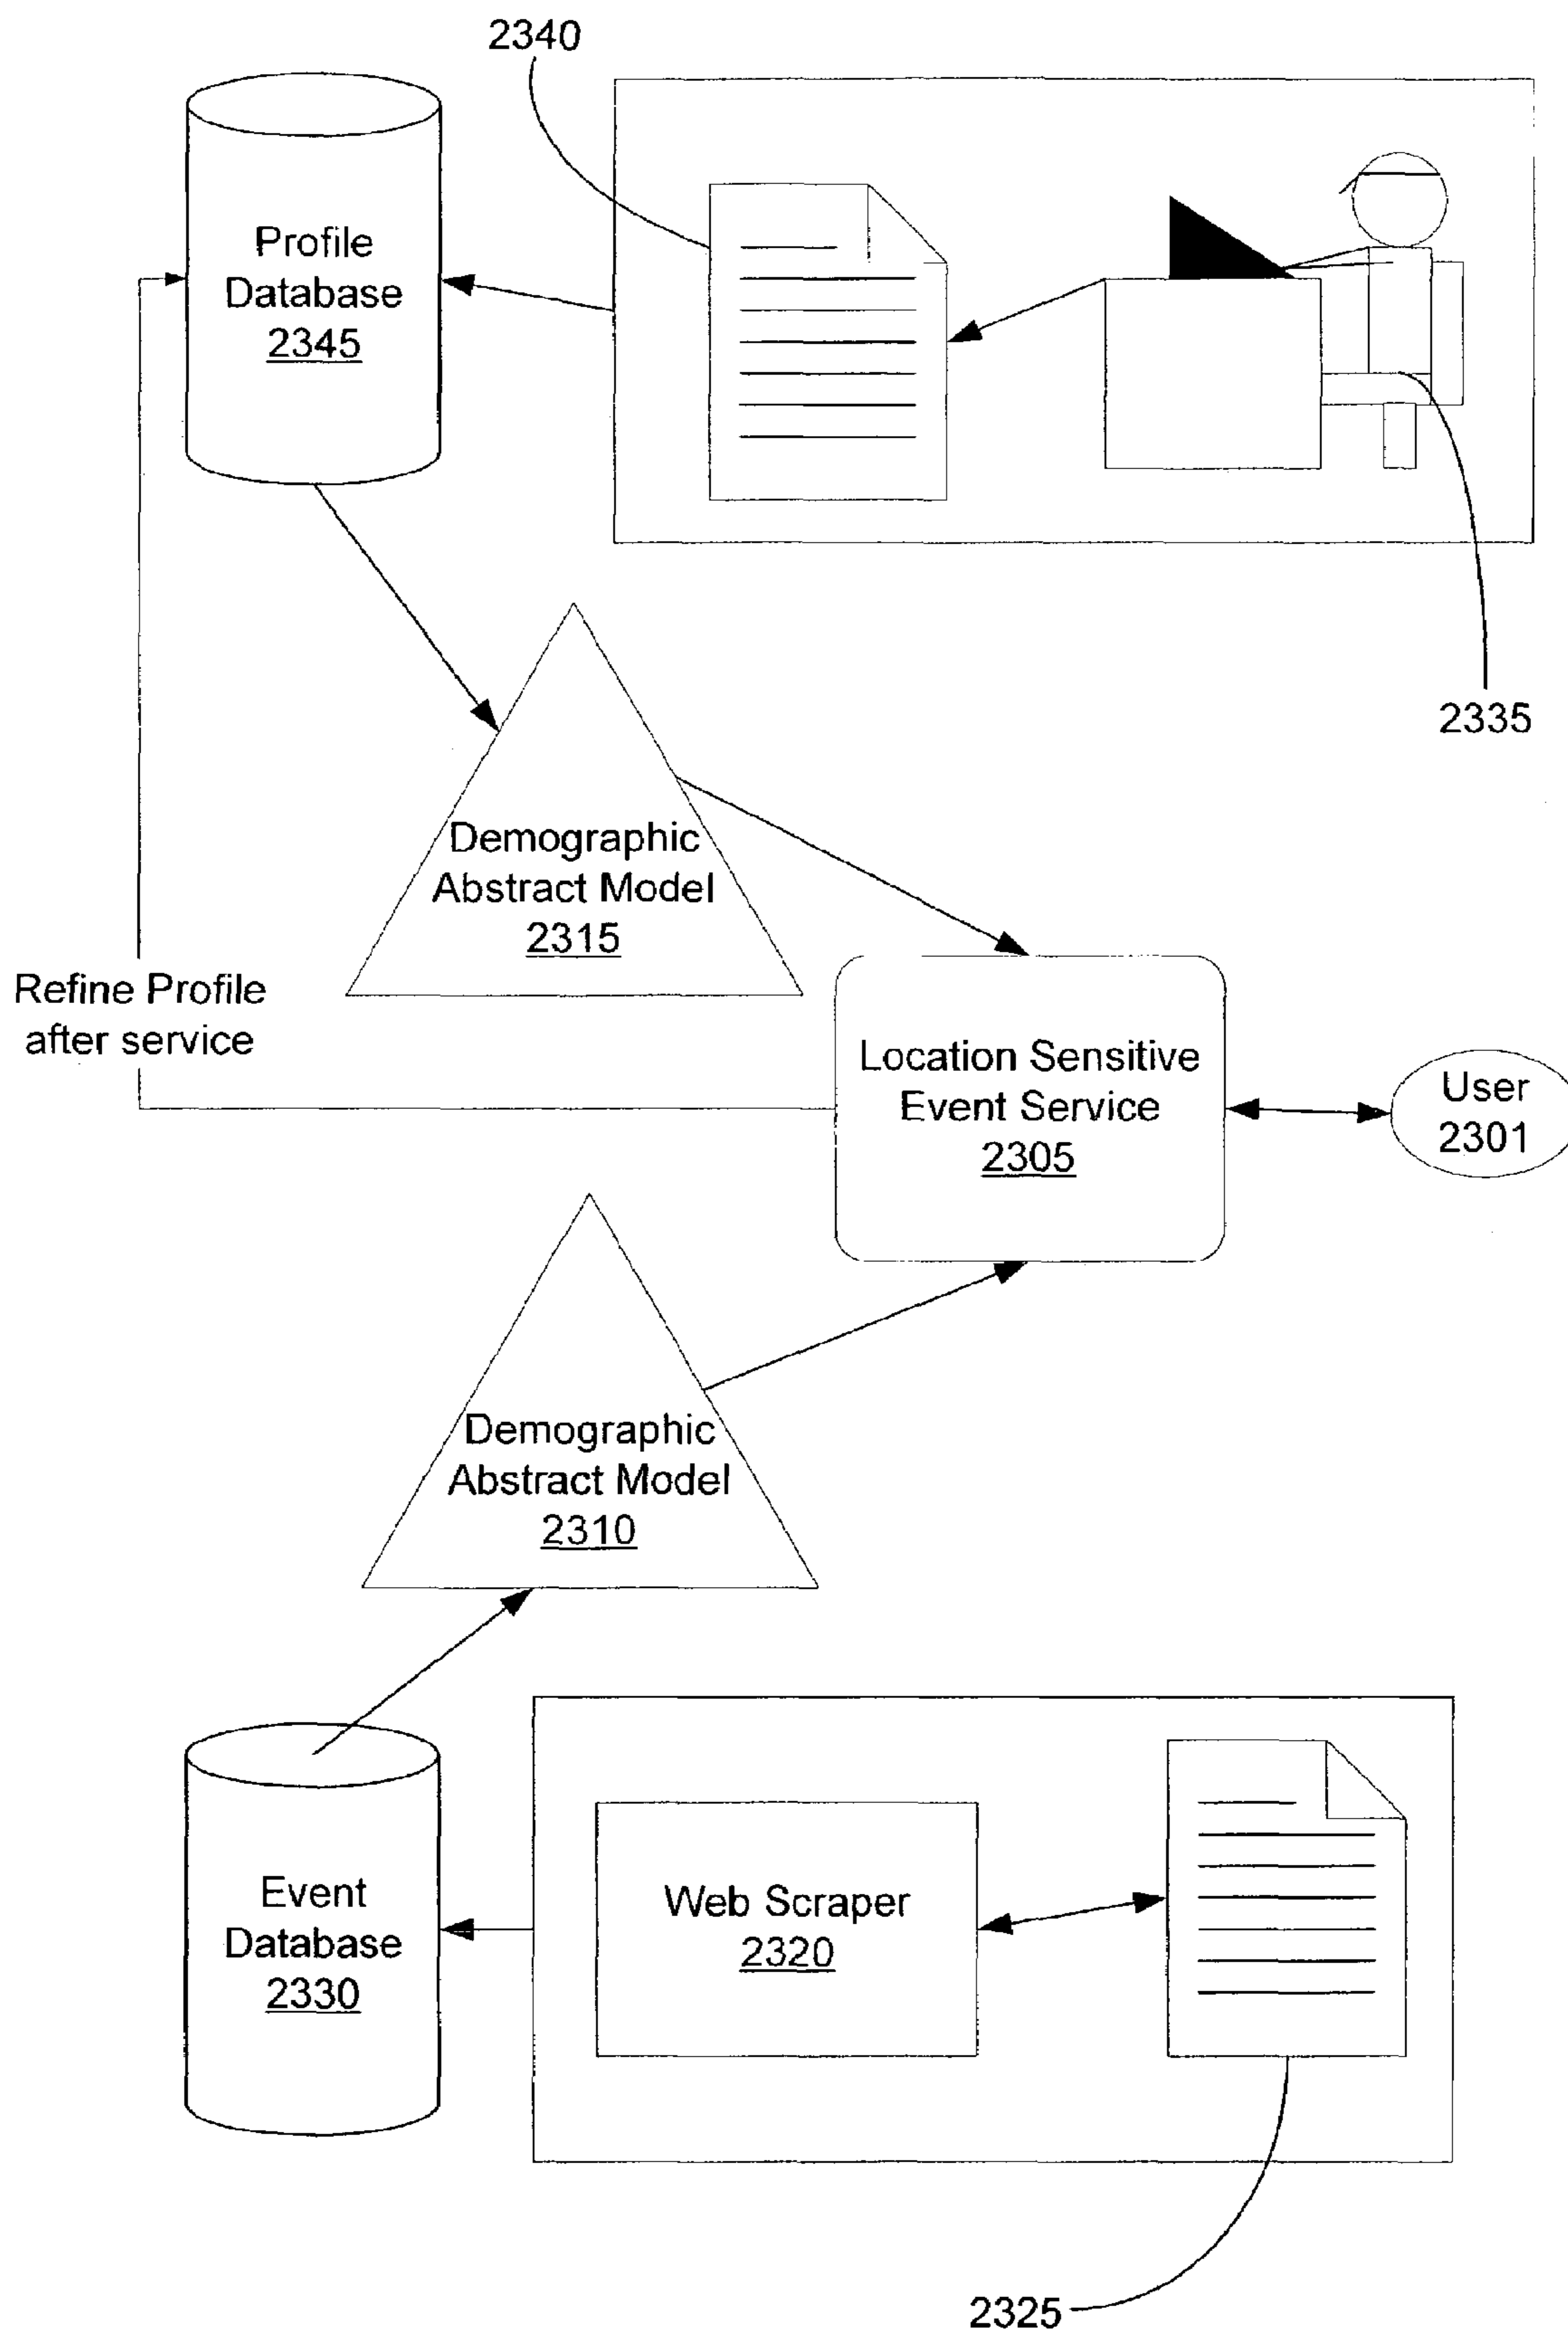 2340
Profile
Database
2345
2335
Demographic
Abstract Model
2315
Refine Profile
after service
Location Sensitive
Event Service
2305
User
2301
Demographic
Abstract Model
2310
Event
Database
2330
Web Scraper
2320
2325